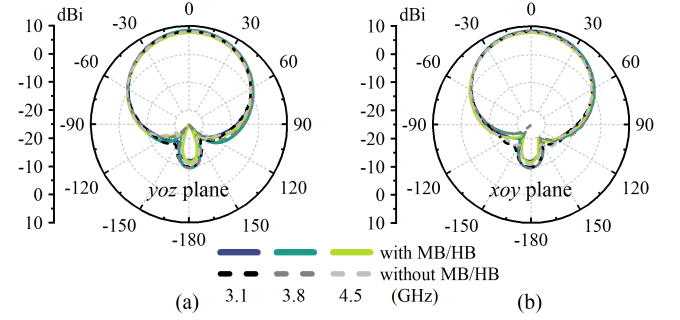 dBi 0 dBi 0
-30 30 -30 30
10 10
0 -60 60 0 -60 60
-10 -10
-20 -90 90 -20 -90 90
-20 -20
-10 -10
-120 120 -120 120
0 yoz plane 0 xoy plane
10 -150 150 10 -150 150
-180 -180
with MB/HB
without MB/HB
(a) 3.1 3.8 4.5 (GHz) (b)